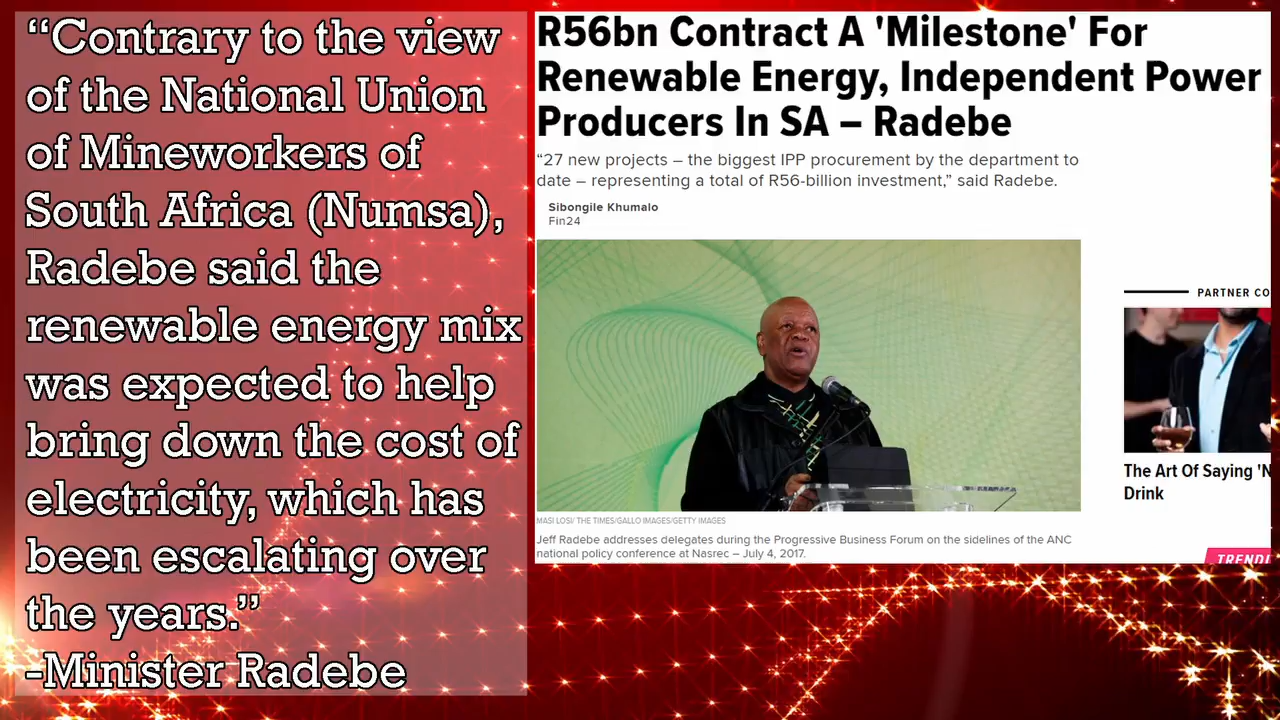 “Contrary to the view
of the National Union
of Mineworkers of
South Africa (Numsa),
Radebe said the
renewable energy mix
was expected to help
bring down the cost of
electricity, which has
been escalating over
the years.”
-Minister Radebe
R56bn Contract A 'Milestone' For
Renewable Energy, Independent Power
Producers In SA – Radebe
“27 new projects – the biggest IPP procurement by the department to
date – representing a total of R56-billion investment,” said Radebe.
Sibongile Khumalo
Fin24
MASI LOSI/ THE TIMES/GALLO IMAGES/GETTY IMAGES
Jeff Radebe addresses delegates during the Progressive Business Forum on the sidelines of the ANC
national policy conference at Nasrec – July 4, 2017.
PARTNER CO
The Art Of Saying 'N
Drink
TRENDI